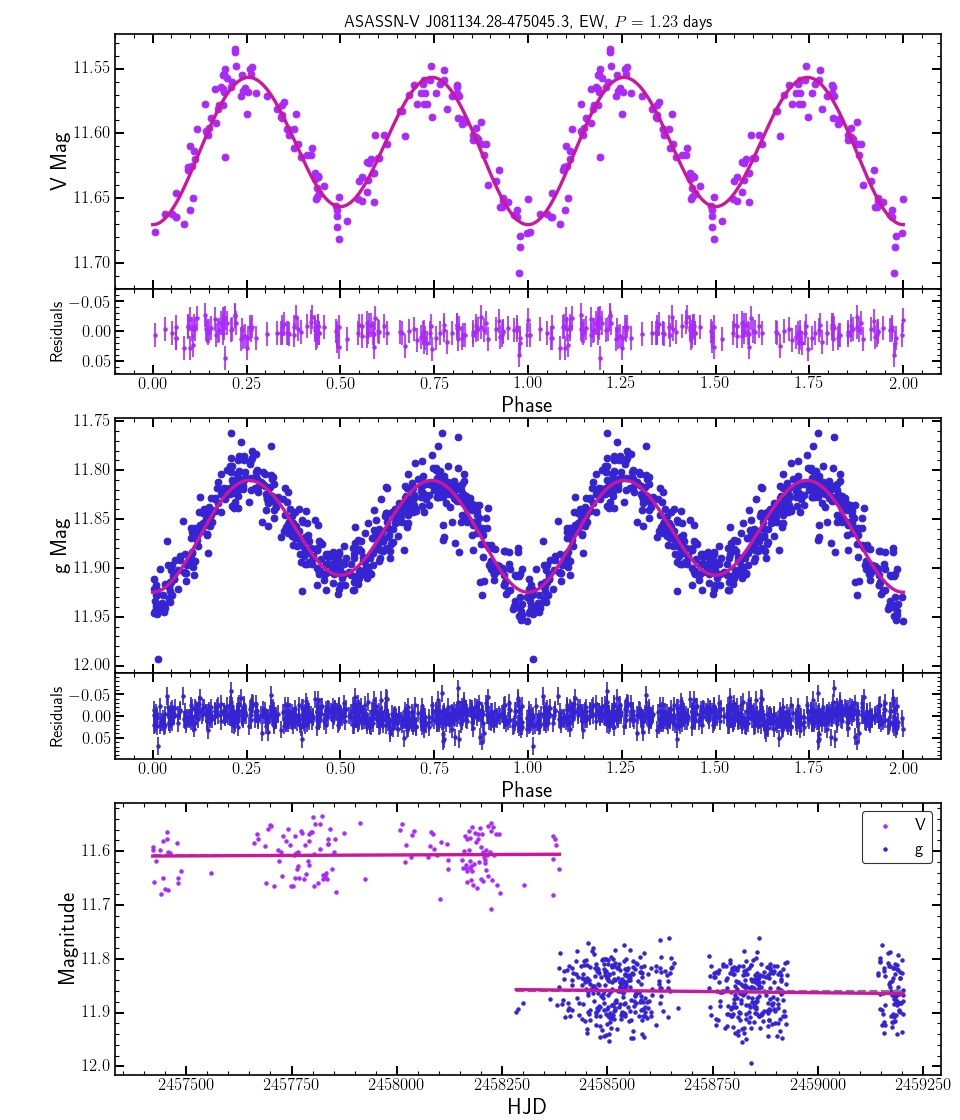 ASASSN-V J081134.28-475045.3, EW, P = 1.23 days
11.55
11.60
11.65
11.70
V Mag
−0.05
0.00
0.05
Residuals
0.00 0.25 0.50 0.75 1.00 1.25 1.50 1.75 2.00
Phase
11.75
11.80
11.85
11.90
11.95
12.00
g Mag
−0.05
0.00
0.05
Residuals
0.00 0.25 0.50 0.75 1.00 1.25 1.50 1.75 2.00
Phase
V
g
11.6
11.7
11.8
11.9
12.0
Magnitude
2457500 2457750 2458000 2458250 2458500 2458750 2459000 2459250
HJD